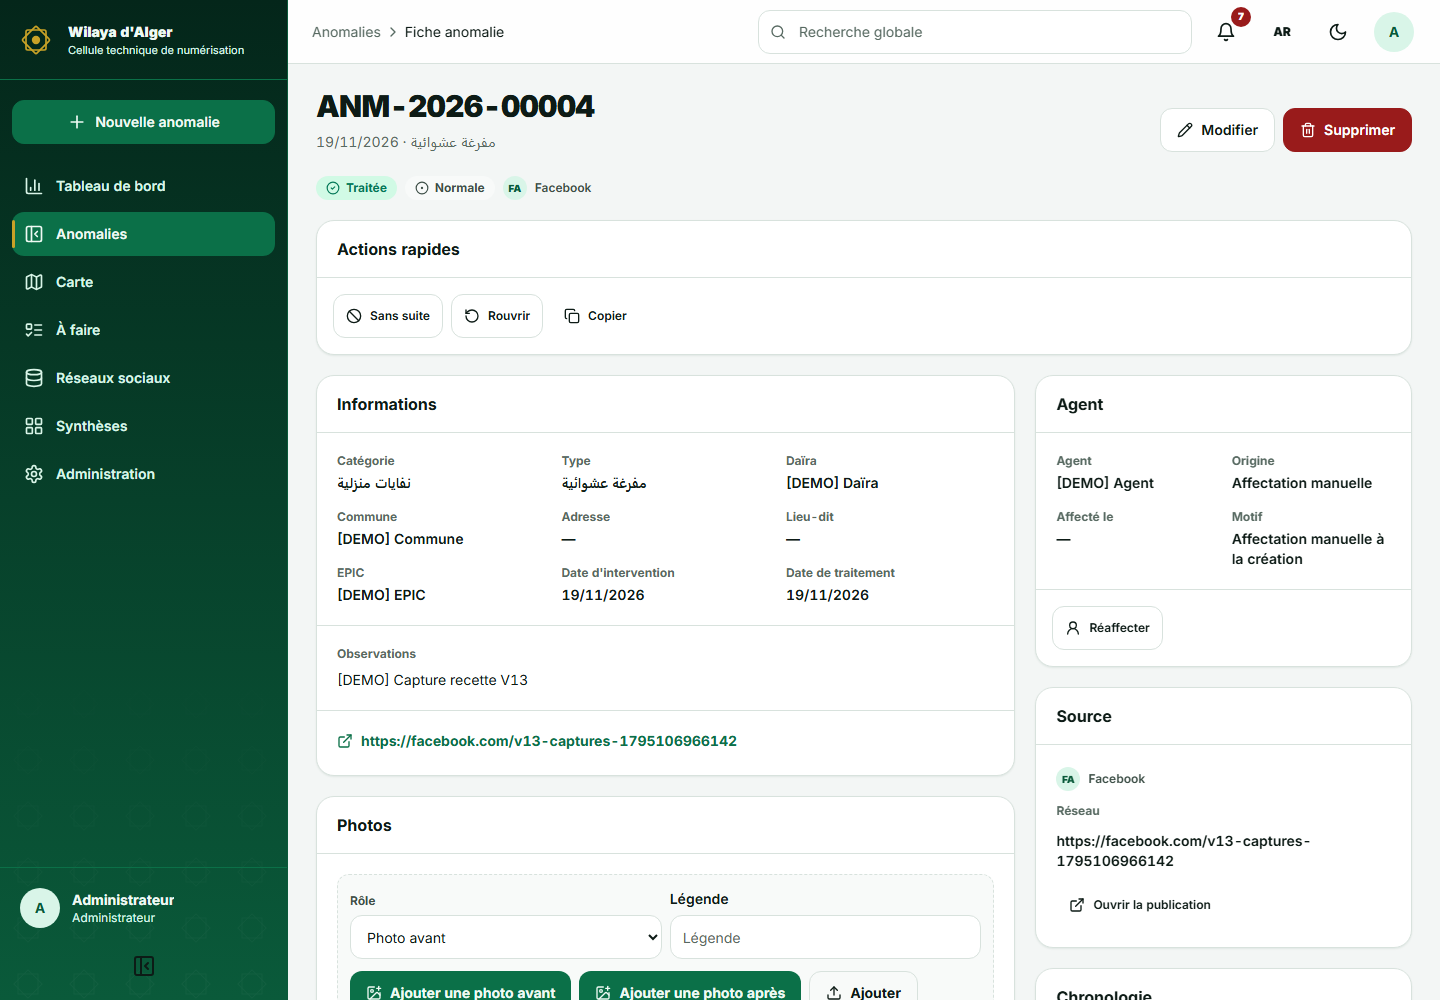 Wilaya d'Alger
Cellule technique de numérisation
Nouvelle anomalie
Tableau de bord
Anomalies
Carte
À faire
Réseaux sociaux
Synthèses
Administration
A
Administrateur
Administrateur
Anomalies > Fiche anomalie
Recherche globale
7
AR
A
ANM-2026-00004
19/11/2026 · مفرغة عشوائية
Modifier
Supprimer
Traitée
Normale
FA Facebook
Actions rapides
Sans suite
Rouvrir
Copier
Informations
Catégorie
نفايات منزلية
Type
مفرغة عشوائية
Daïra
[DEMO] Daïra
Commune
[DEMO] Commune
Adresse
—
Lieu-dit
—
EPIC
[DEMO] EPIC
Date d'intervention
19/11/2026
Date de traitement
19/11/2026
Observations
[DEMO] Capture recette V13
https://facebook.com/v13-captures-1795106966142
Photos
Rôle
Photo avant
Légende
Légende
Ajouter une photo avant
Ajouter une photo après
Ajouter
Agent
Agent
[DEMO] Agent
Origine
Affectation manuelle
Affecté le
—
Motif
Affectation manuelle à
la création
Réaffecter
Source
FA Facebook
Réseau
https://facebook.com/v13-captures-
1795106966142
Ouvrir la publication
Chronologie